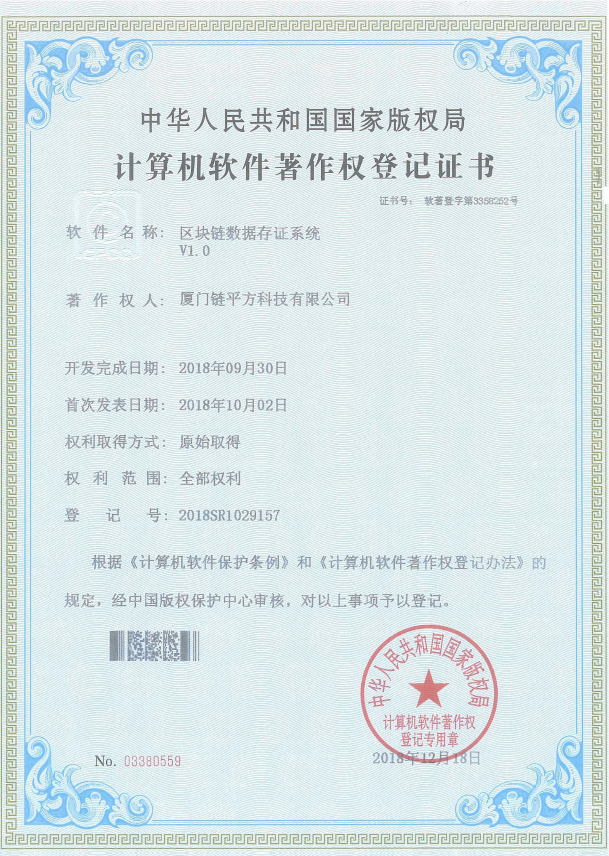 中华人民共和国国家版权局
计算机软件著作权登记证书
证书号： 软著登字第3358252号
软件名称： 区块链数据存证系统
V1.0
著作权人： 厦门链平方科技有限公司
开发完成日期： 2018年09月30日
首次发表日期： 2018年10月02日
权利取得方式： 原始取得
权利范围： 全部权利
登记号： 2018SR1029157
根据《计算机软件保护条例》和《计算机软件著作权登记办法》的
规定，经中国版权保护中心审核，对以上事项予以登记。
中华人民共和国国家版权局
计算机软件著作权
登记专用章
2018年12月18日
No. 03380559